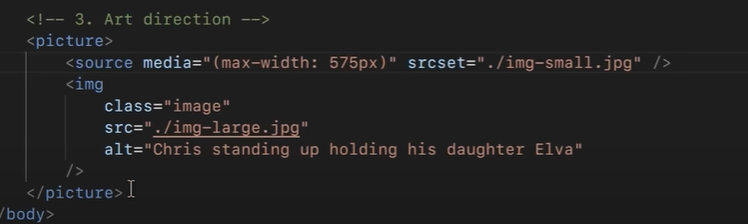 <!-- 3. Art direction -->
<picture>
<source media="(max-width: 575px)" srcset="./img-small.jpg" />
<img
class="image"
src="./img-large.jpg"
alt="Chris standing up holding his daughter Elva"
/>
</picture>
/body>